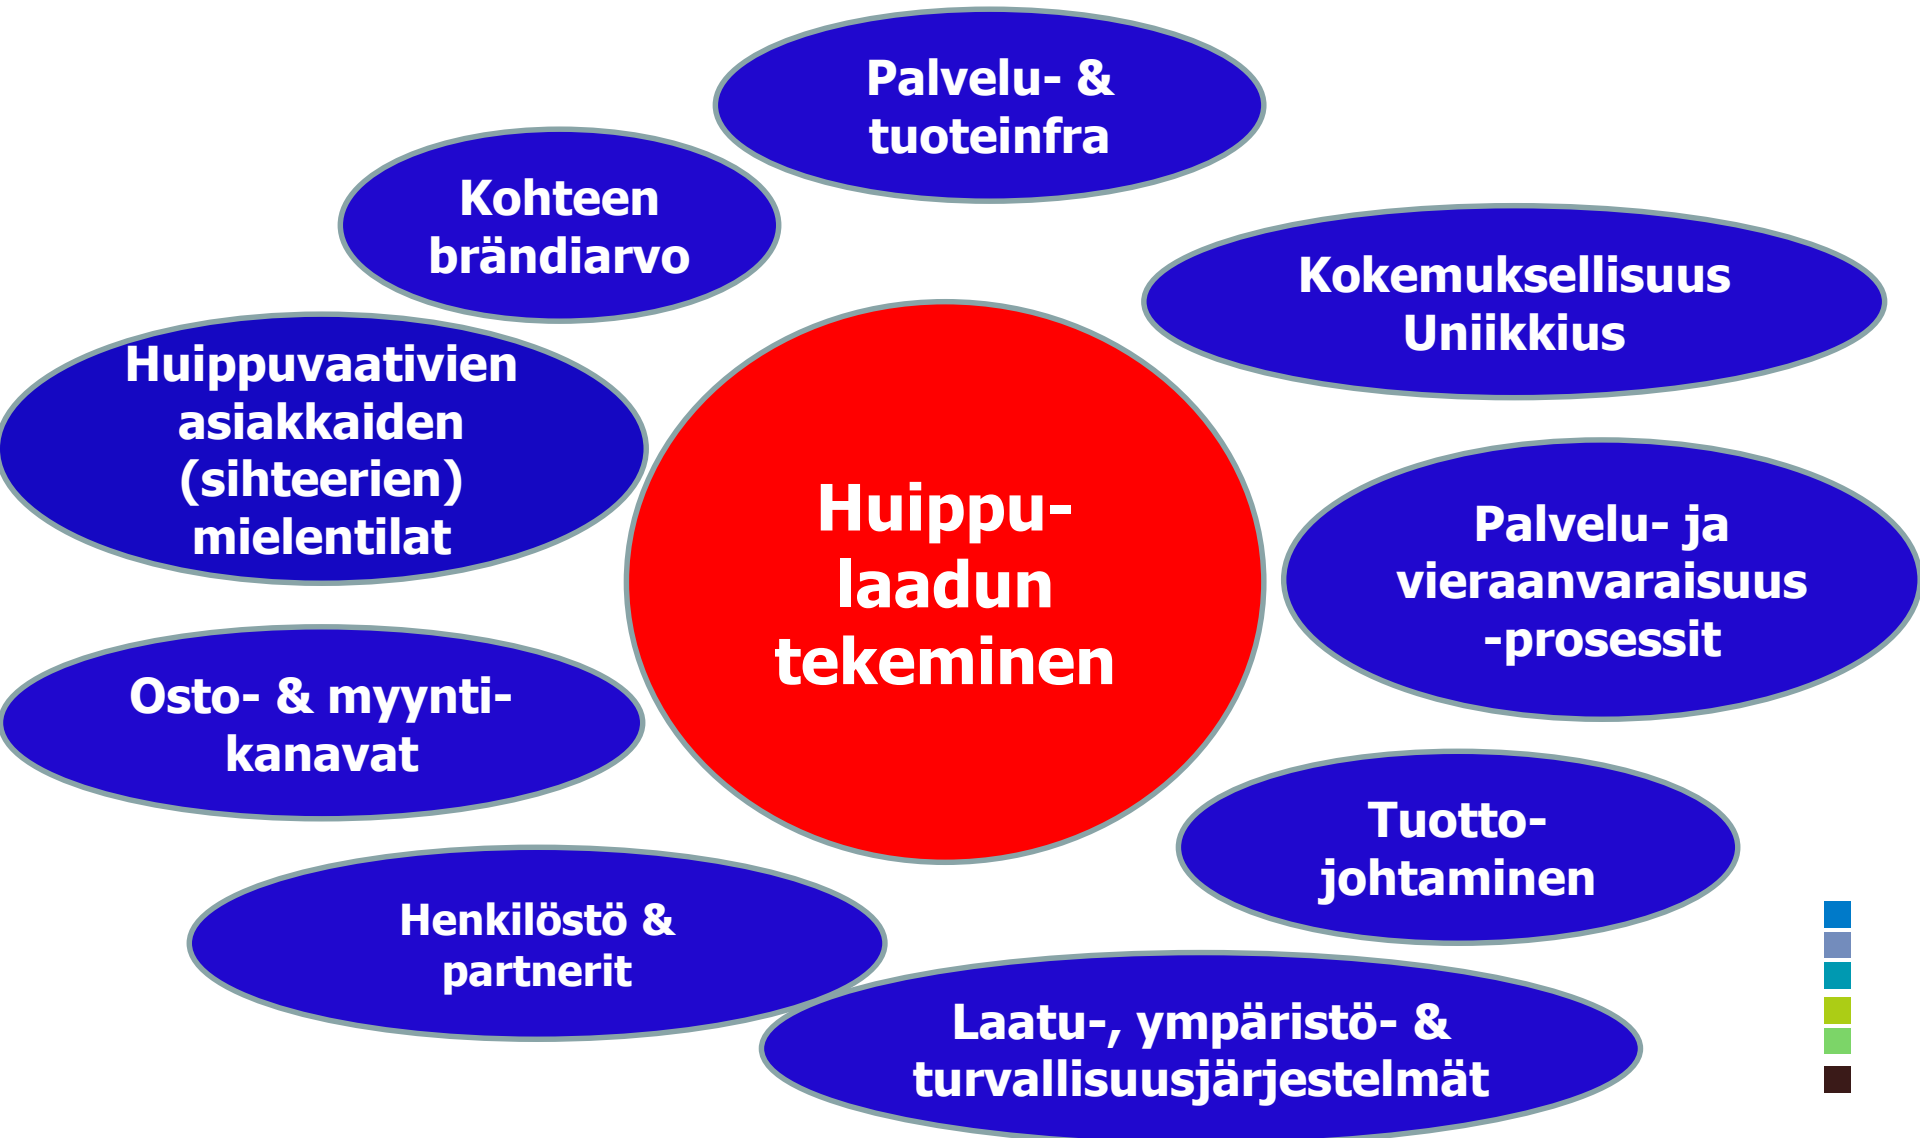 Palvelu- &
tuoteinfra
Kohteen
brändiarvo
Kokemuksellisuus
Uniikkius
Huippuvaativien
asiakkaiden
(sihteerien)
mielentilat
Huippu-
laadun
tekeminen
Palvelu- ja
vieraanvaraisuus
-prosessit
Osto- & myynti-
kanavat
Tuotto-
johtaminen
Henkilöstö &
partnerit
Laatu-, ympäristö- &
turvallisuusjärjestelmät